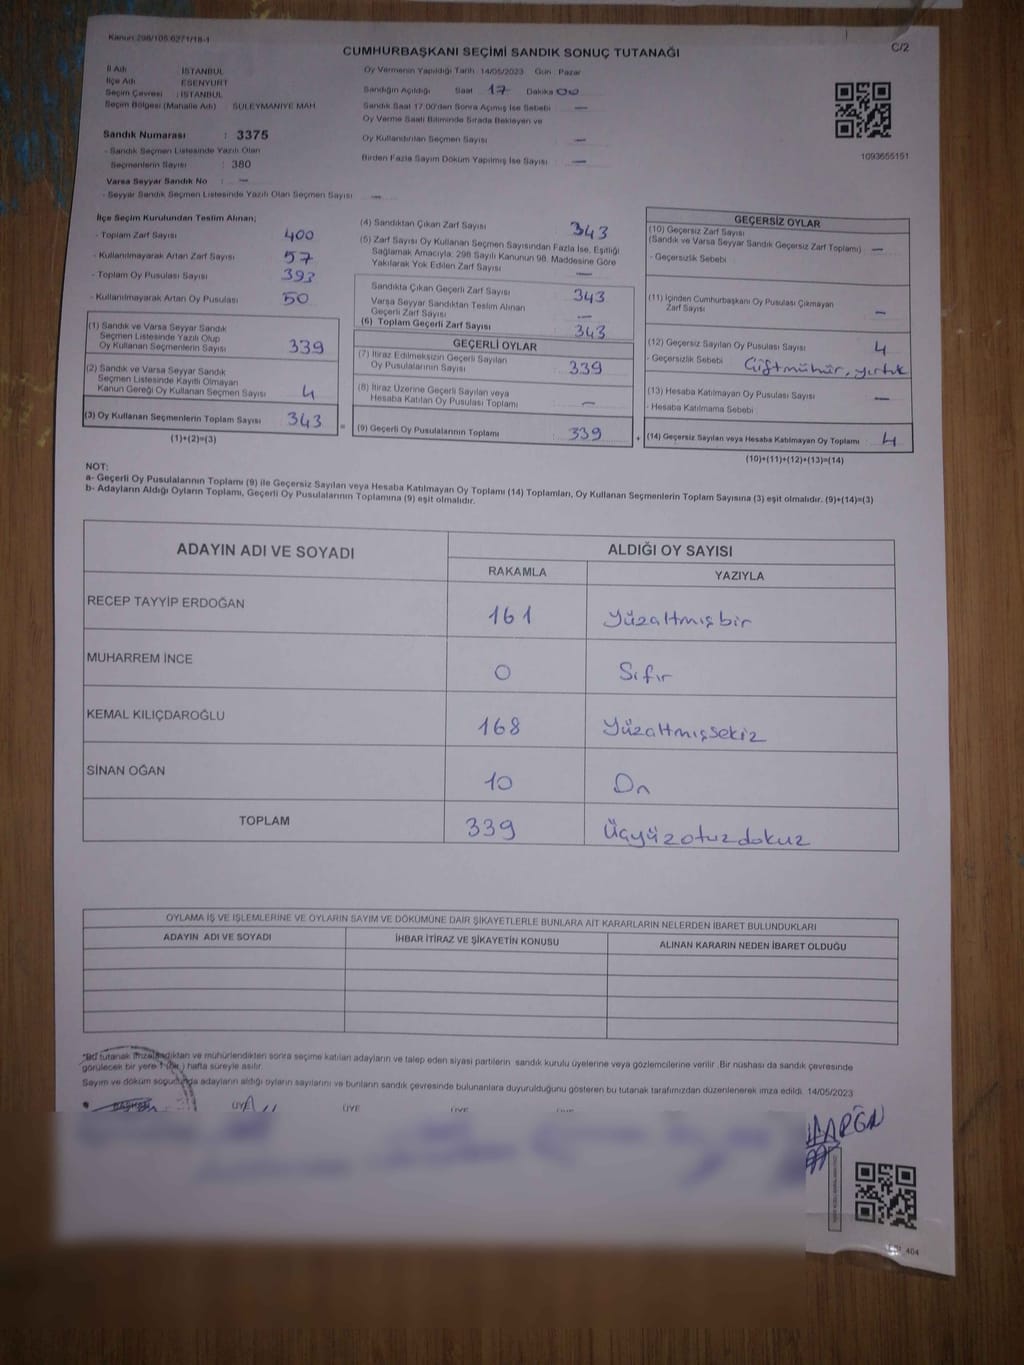 Kanun 298/105 6271/18-1
C/2
CUMHURBAŞKANI SEÇİMİ SANDIK SONUÇ TUTANAĞI
İl Adı : İSTANBUL
İlçe Adı : ESENYURT
Seçim Çevresi : İSTANBUL
Seçim Bölgesi (Mahalle Adı) : SÜLEYMANİYE MAH
Sandık Numarası : 3375
- Sandık Seçmen Listesinde Yazılı Olan
Seçmenlerin Sayısı : 380
Varsa Seyyar Sandık No : —
- Seyyar Sandık Seçmen Listesinde Yazılı Olan Seçmen Sayısı —
Oy Vermenin Yapıldığı Tarih : 14/05/2023 Gün : Pazar
Sandığın Açıldığı Saat 17 Dakika 00
Sandık Saat 17.00'den Sonra Açılmış İse Sebebi —
Oy Verme Saati Bitiminde Sırada Bekleyen ve
Oy Kullandırılan Seçmen Sayısı —
Birden Fazla Sayım Döküm Yapılmış İse Sayısı —
1093655151
İlçe Seçim Kurulundan Teslim Alınan;
- Toplam Zarf Sayısı 400
- Kullanılmayarak Artan Zarf Sayısı 57
- Toplam Oy Pusulası Sayısı 393
- Kullanılmayarak Artan Oy Pusulası 50
(1) Sandık ve Varsa Seyyar Sandık
Seçmen Listesinde Yazılı Olup
Oy Kullanan Seçmenlerin Sayısı 339
(2) Sandık ve Varsa Seyyar Sandık
Seçmen Listesinde Kayıtlı Olmayan
Kanun Gereği Oy Kullanan Seçmen Sayısı 4
(3) Oy Kullanan Seçmenlerin Toplam Sayısı 343
(1)+(2)=(3)
(4) Sandıktan Çıkan Zarf Sayısı 343
(5) Zarf Sayısı Oy Kullanan Seçmen Sayısından Fazla İse, Eşitliği
Sağlamak Amacıyla; 298 Sayılı Kanunun 98. Maddesine Göre
Yakılarak Yok Edilen Zarf Sayısı —
Sandıkta Çıkan Geçerli Zarf Sayısı 343
Varsa Seyyar Sandıktan Teslim Alınan
Geçerli Zarf Sayısı —
(6) Toplam Geçerli Zarf Sayısı 343
GEÇERLİ OYLAR
(7) İtiraz Edilmeksizin Geçerli Sayılan
Oy Pusulalarının Sayısı 339
(8) İtiraz Üzerine Geçerli Sayılan veya
Hesaba Katılan Oy Pusulası Toplamı —
= (9) Geçerli Oy Pusulalarının Toplamı 339 +
GEÇERSİZ OYLAR
(10) Geçersiz Zarf Sayısı
(Sandık ve Varsa Seyyar Sandık Geçersiz Zarf Toplamı) —
- Geçersizlik Sebebi
(11) İçinden Cumhurbaşkanı Oy Pusulası Çıkmayan
Zarf Sayısı —
(12) Geçersiz Sayılan Oy Pusulası Sayısı 4
- Geçersizlik Sebebi Çiftmühür, yırtık
(13) Hesaba Katılmayan Oy Pusulası Sayısı —
- Hesaba Katılmama Sebebi
(14) Geçersiz Sayılan veya Hesaba Katılmayan Oy Toplamı 4
(10)+(11)+(12)+(13)=(14)
NOT:
a- Geçerli Oy Pusulalarının Toplamı (9) ile Geçersiz Sayılan veya Hesaba Katılmayan Oy Toplamı (14) Toplamları, Oy Kullanan Seçmenlerin Toplam Sayısına (3) eşit olmalıdır. (9)+(14)=(3)
b- Adayların Aldığı Oyların Toplamı, Geçerli Oy Pusulalarının Toplamına (9) eşit olmalıdır.
ADAYIN ADI VE SOYADI
ALDIĞI OY SAYISI
RAKAMLA YAZIYLA
RECEP TAYYİP ERDOĞAN 161 Yüzaltmışbir
MUHARREM İNCE 0 Sıfır
KEMAL KILIÇDAROĞLU 168 Yüzaltmışsekiz
SİNAN OĞAN 10 On
TOPLAM 339 Üçyüzotuzdokuz
OYLAMA İŞ VE İŞLEMLERİNE VE OYLARIN SAYIM VE DÖKÜMÜNE DAİR ŞİKAYETLERLE BUNLARA AİT KARARLARIN NELERDEN İBARET BULUNDUKLARI
ADAYIN ADI VE SOYADI İHBAR İTİRAZ VE ŞİKAYETİN KONUSU ALINAN KARARIN NEDEN İBARET OLDUĞU
*Bu tutanak imzalandıktan ve mühürlendikten sonra seçime katılan adayların ve talep eden siyasi partilerin sandık kurulu üyelerine veya gözlemcilerine verilir. Bir nüshası da sandık çevresinde
görülecek bir yere 1 (bir) hafta süreyle asılır.
Sayım ve döküm sonunda adayların aldığı oyların sayılarını ve bunların sandık çevresinde bulunanlara duyurulduğunu gösteren bu tutanak tarafımızdan düzenlenerek imza edildi. 14/05/2023
BAŞKAN ÜYE ÜYE ÜYE ÜYE
404